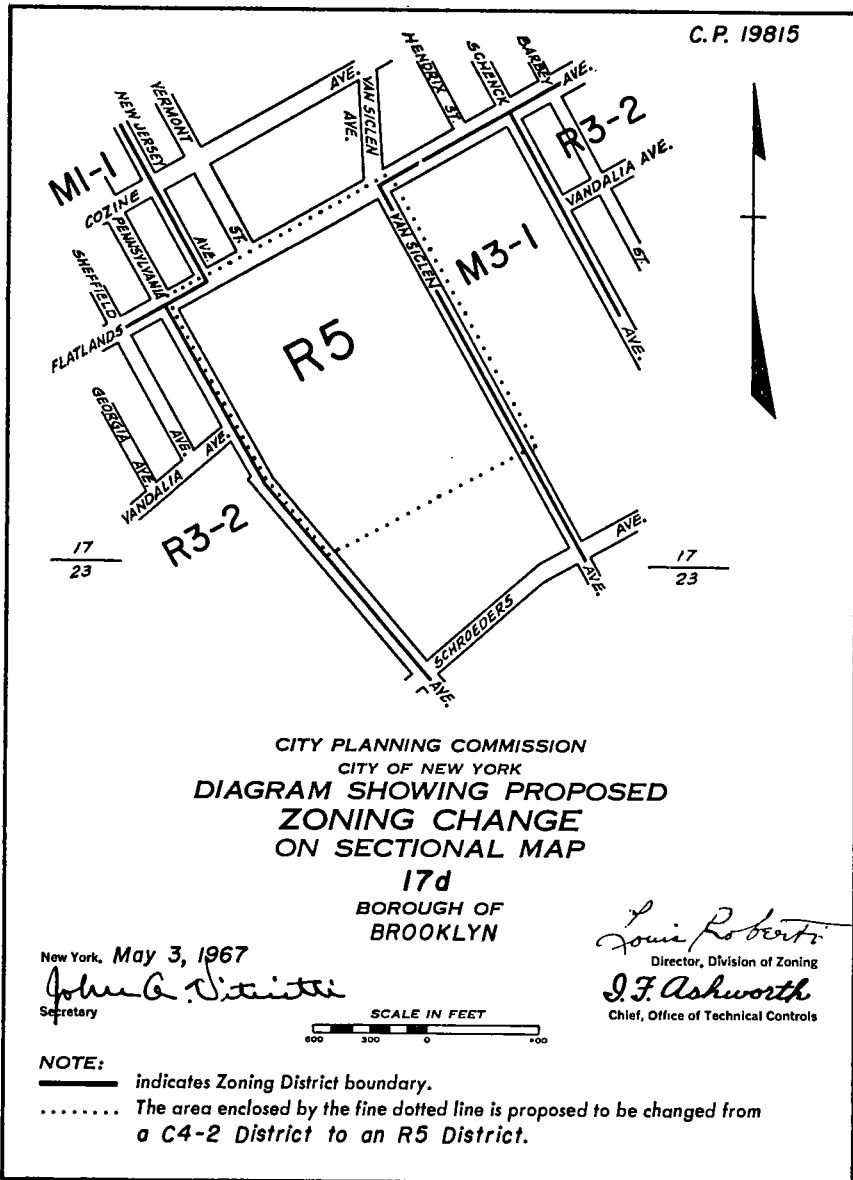 C.P. 19815
HENDRIX ST.
SCHENCK
BARBEY
AVE.
AVE.
VAN SICLEN
AVE.
VERMONT
NEW JERSEY
R3-2
M1-1
COZINE
VANDALIA AVE.
PENNSYLVANIA
AVE.
ST.
VAN SICLEN
M3-1
SHEFFIELD
ST.
FLATLANDS
R5
AVE.
GEORGIA
AVE.
AVE.
AVE.
VANDALIA
R3-2
17
23
AVE.
17
23
AVE.
SCHROEDERS
AVE.
CITY PLANNING COMMISSION
CITY OF NEW YORK
DIAGRAM SHOWING PROPOSED
ZONING CHANGE
ON SECTIONAL MAP
17d
BOROUGH OF
BROOKLYN
New York, May 3, 1967
Secretary
Louis Roberti
Director, Division of Zoning
I.F. Ashworth
Chief, Office of Technical Controls
SCALE IN FEET
600 300 0
NOTE:
indicates Zoning District boundary.
The area enclosed by the fine dotted line is proposed to be changed from
a C4-2 District to an R5 District.